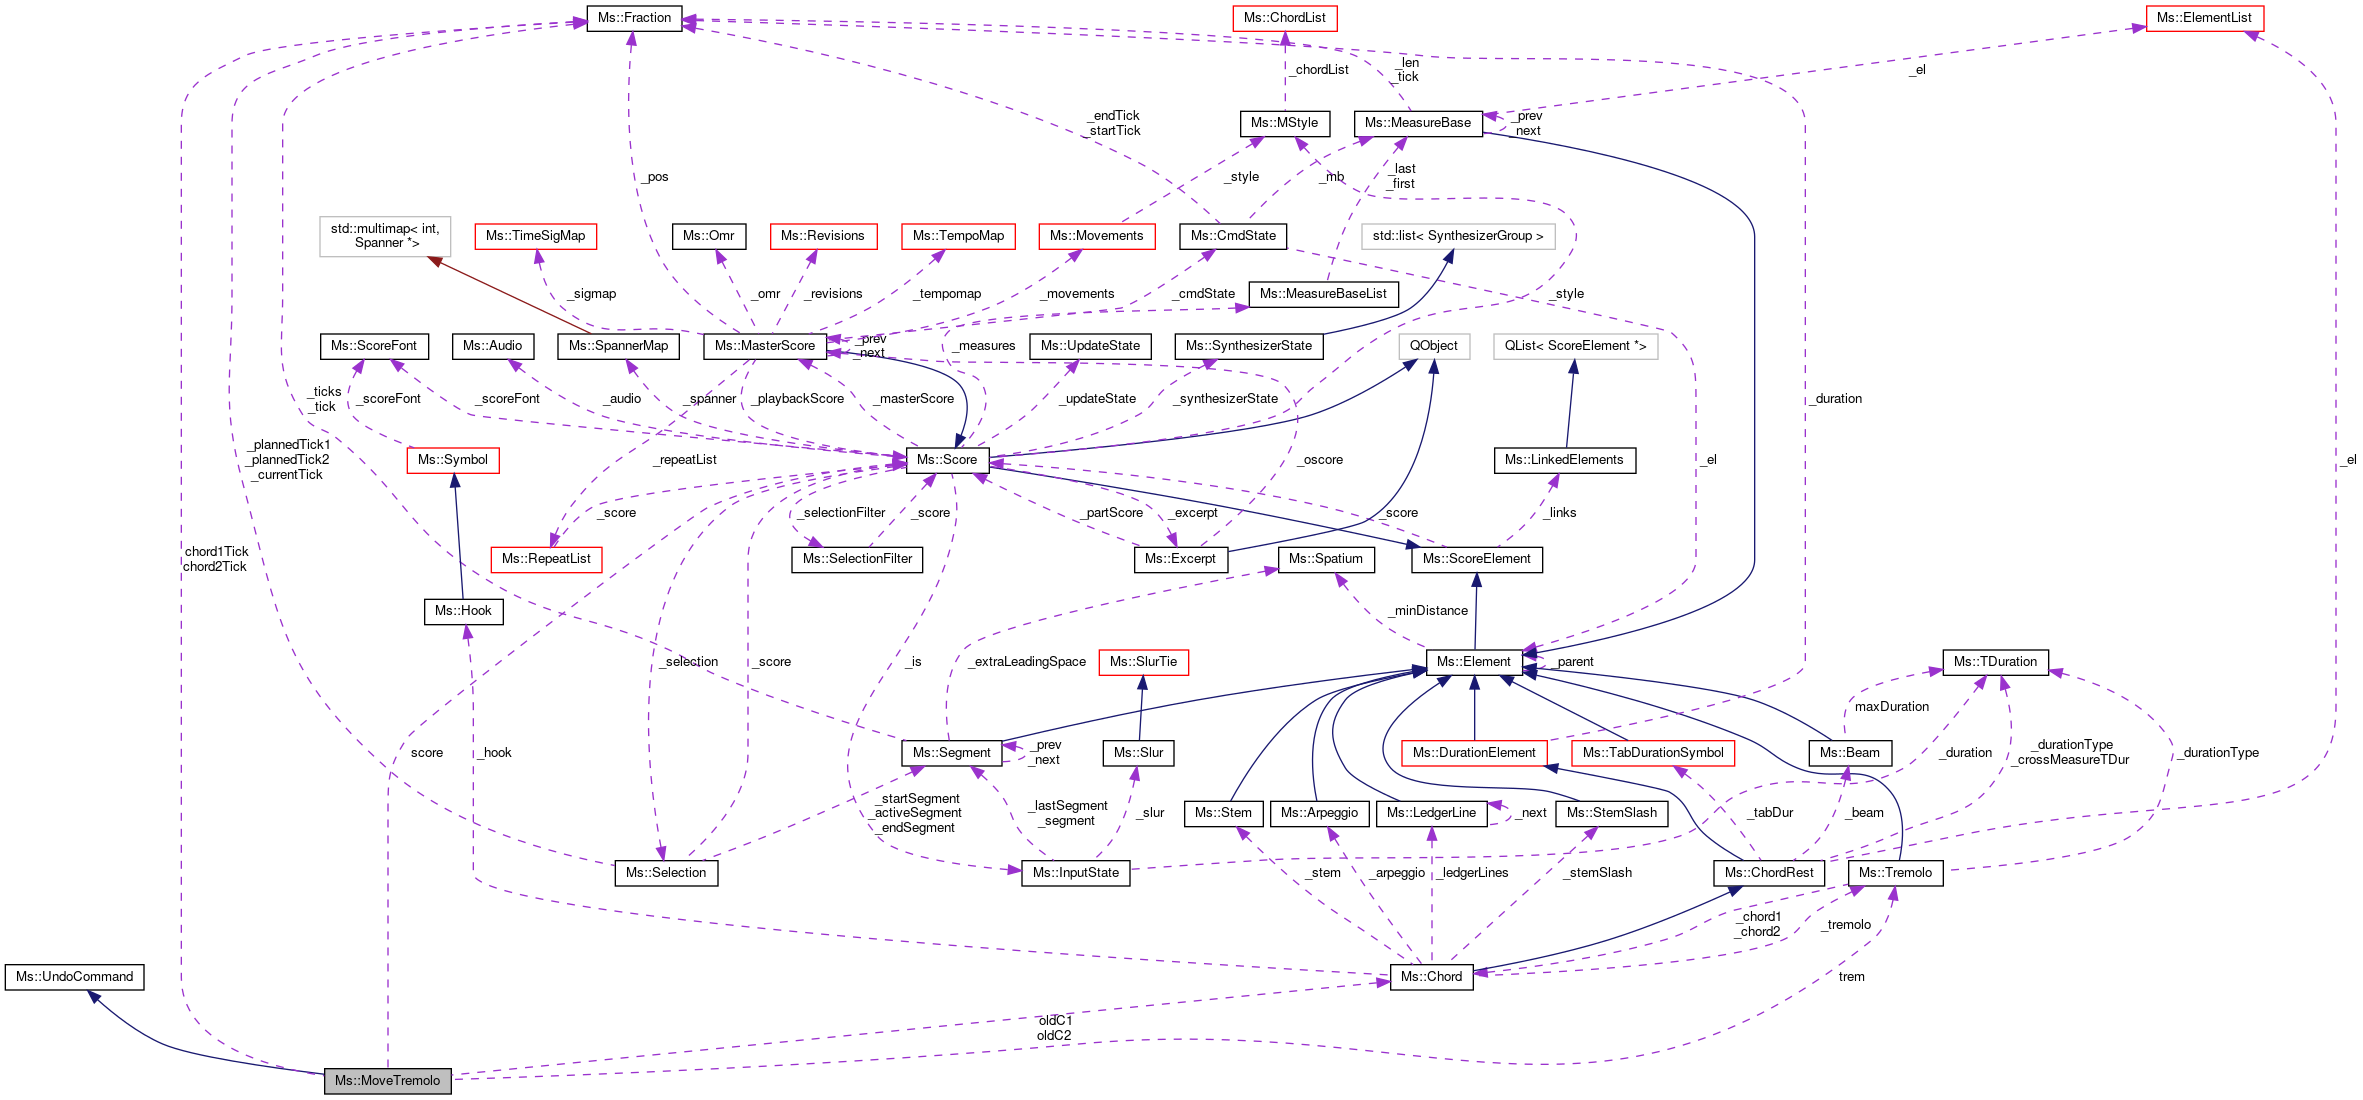 Ms::Fraction
Ms::ChordList
Ms::ElementList
_len
_tick
_chordList
_el
_endTick
_startTick
Ms::MStyle
Ms::MeasureBase
_prev
_next
_pos
_style
_mb
_last
_first
std::multimap< int,
Spanner *>
Ms::TimeSigMap
Ms::Omr
Ms::Revisions
Ms::TempoMap
Ms::Movements
Ms::CmdState
std::list< SynthesizerGroup >
_sigmap
_omr
_revisions
_tempomap
_movements
_cmdState
Ms::MeasureBaseList
_style
Ms::ScoreFont
Ms::Audio
Ms::SpannerMap
Ms::MasterScore
_prev
_next
_measures
Ms::UpdateState
Ms::SynthesizerState
QObject
QList< ScoreElement *>
_ticks
_tick
_scoreFont
_scoreFont
_audio
_spanner
_playbackScore
_masterScore
_updateState
_synthesizerState
_duration
_plannedTick1
_plannedTick2
_currentTick
Ms::Symbol
_repeatList
Ms::Score
_oscore
Ms::LinkedElements
_el
_el
_score
_selectionFilter
_score
_partScore
_excerpt
_score
_links
chord1Tick
chord2Tick
Ms::RepeatList
Ms::SelectionFilter
Ms::Excerpt
Ms::Spatium
Ms::ScoreElement
Ms::Hook
_minDistance
_selection
_score
_is
_extraLeadingSpace
Ms::SlurTie
Ms::Element
_parent
Ms::TDuration
maxDuration
score
_hook
Ms::Segment
_prev
_next
Ms::Slur
Ms::DurationElement
Ms::TabDurationSymbol
Ms::Beam
_duration
_durationType
_crossMeasureTDur
_durationType
_startSegment
_activeSegment
_endSegment
_lastSegment
_segment
_slur
Ms::Stem
Ms::Arpeggio
Ms::LedgerLine
_next
Ms::StemSlash
_tabDur
_beam
Ms::Selection
Ms::InputState
_stem
_arpeggio
_ledgerLines
_stemSlash
Ms::ChordRest
Ms::Tremolo
_chord1
_chord2
_tremolo
Ms::UndoCommand
Ms::Chord
trem
oldC1
oldC2
Ms::MoveTremolo